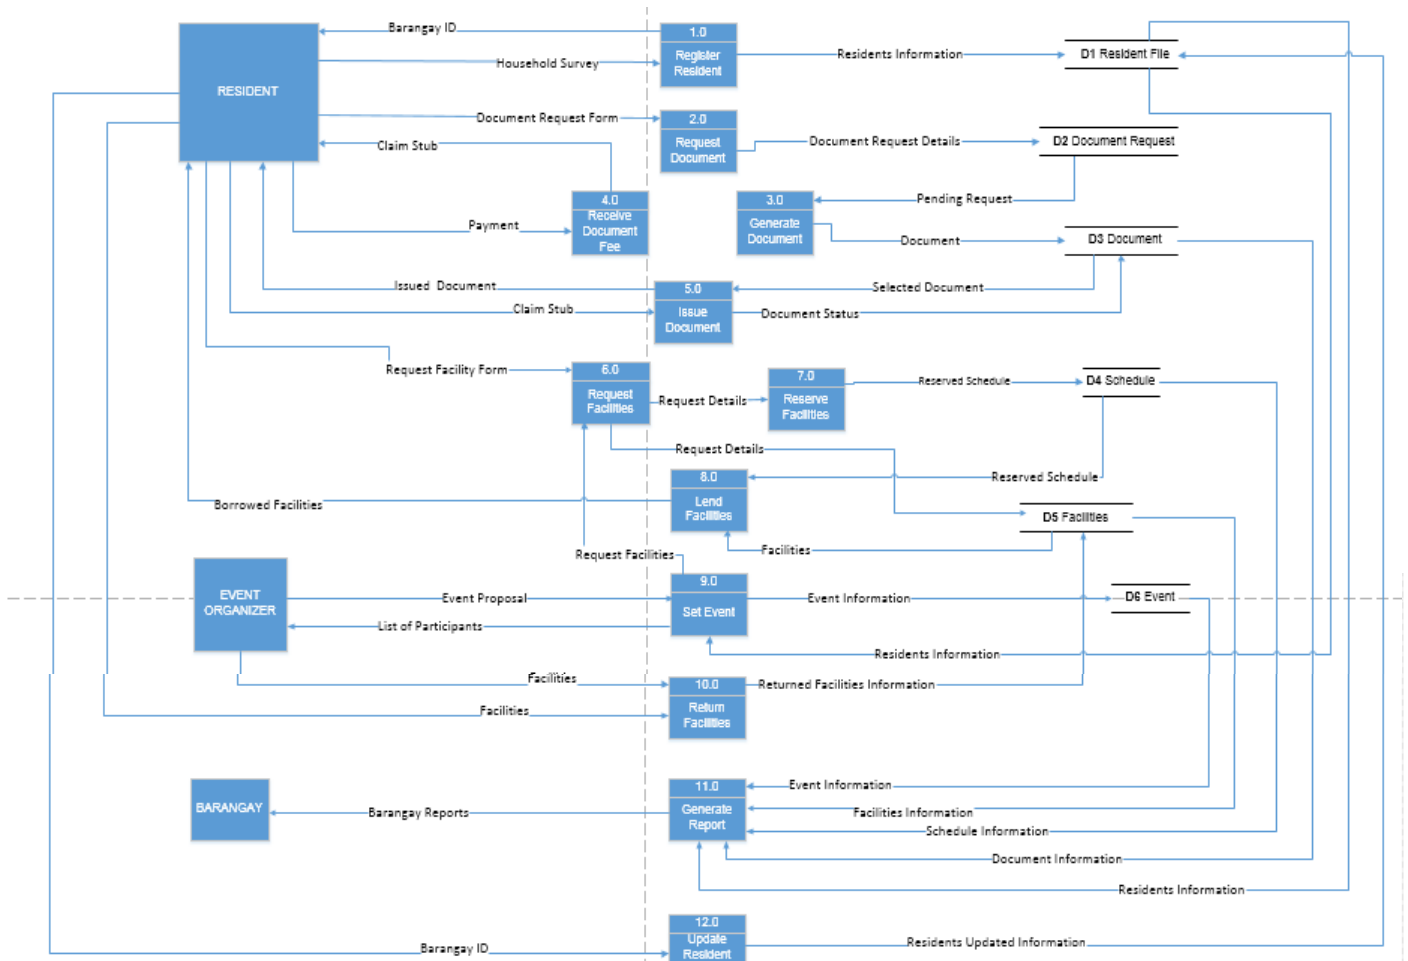 Barangay ID
1.0
Register
Resident
Residents Information
D1 Resident File
Household Survey
RESIDENT
Document Request Form
2.0
Request
Document
Document Request Details
D2 Document Request
Claim Stub
4.0
Receive
Document
Fee
3.0
Generate
Document
Pending Request
Payment
Document
D3 Document
Issued Document
5.0
Issue
Document
Selected Document
Claim Stub
Document Status
Request Facility Form
6.0
Request
Facilities
Request Details
7.0
Reserve
Facilities
Reserved Schedule
D4 Schedule
Request Details
8.0
Lend
Facilities
Reserved Schedule
Borrowed Facilities
D5 Facilities
Request Facilities
Facilities
EVENT
ORGANIZER
Event Proposal
9.0
Set Event
Event Information
D6 Event
List of Participants
Residents Information
Facilities
10.0
Return
Facilities
Returned Facilities Information
Facilities
BARANGAY
Barangay Reports
11.0
Generate
Report
Event Information
Facilities Information
Schedule Information
Document Information
Residents Information
12.0
Update
Resident
Barangay ID
Residents Updated Information